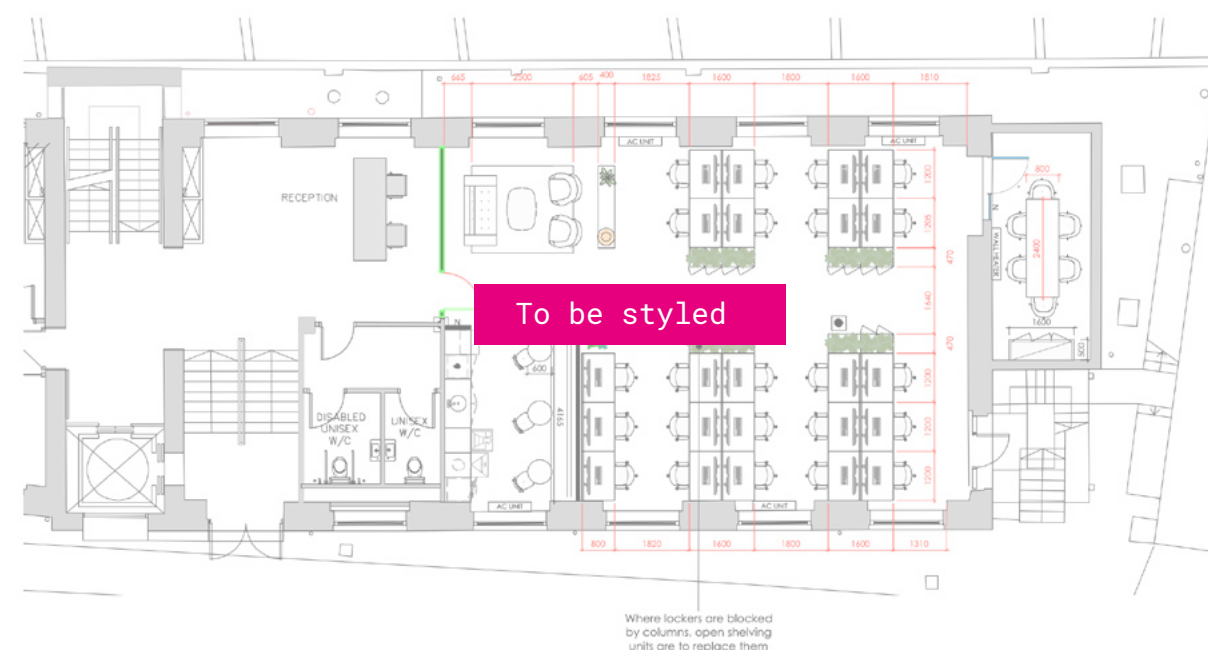 665 2500 605 400 1825 1600 1800 1600 1810
AC UNIT
AC UNIT
RECEPTION
1200
1205
470
1640
470
1200
1200
1200
800
2400
1600
500
N
WALL HEATER
To be styled
N
600
4165
DISABLED
UNISEX
W/C
UNISEX
W/C
AC UNIT
AC UNIT
800 1820 1600 1800 1600 1310
Where lockers are blocked
by columns, open shelving
units are to replace them